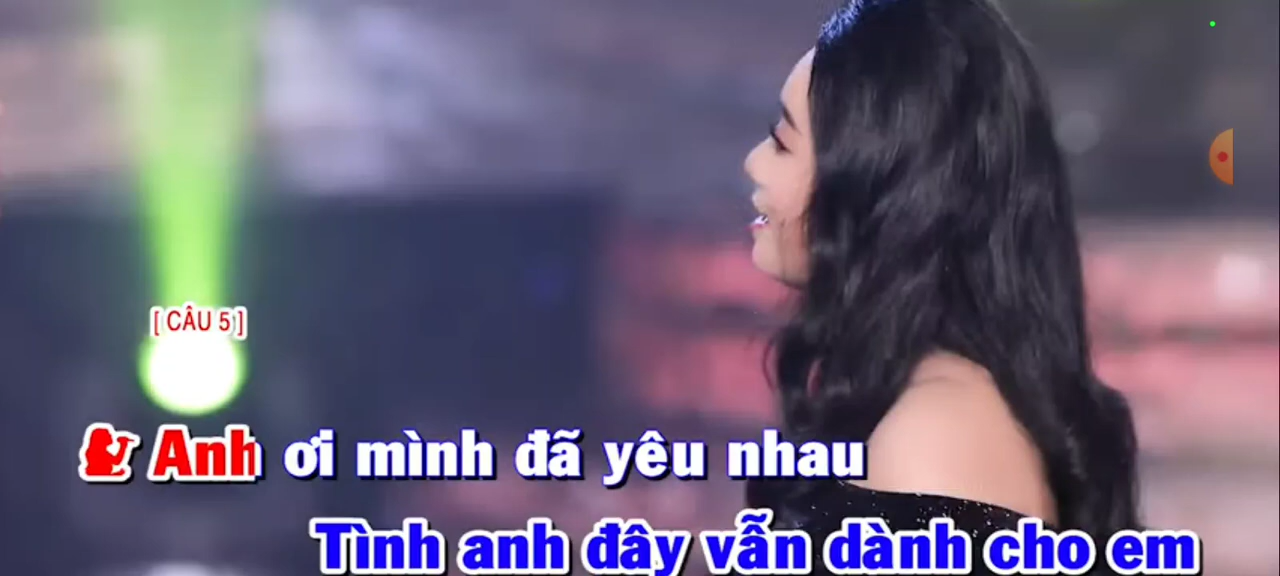 [ CÂU 5 ]
Anh ơi mình đã yêu nhau
Tình anh đây vẫn dành cho em